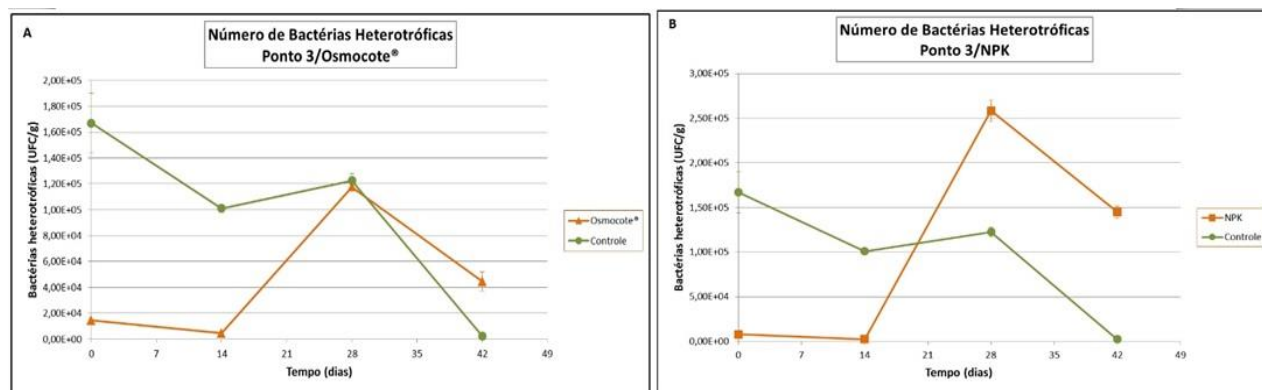 A
Número de Bactérias Heterotróficas
Ponto 3/Osmocote®
Bactérias heterotróficas (UFC/g)
2,00E+05
1,80E+05
1,60E+05
1,40E+05
1,20E+05
1,00E+05
8,00E+04
6,00E+04
4,00E+04
2,00E+04
0,00E+00
0 7 14 21 28 35 42 49
Tempo (dias)
Osmocote®
Controle
B
Número de Bactérias Heterotróficas
Ponto 3/NPK
Bactérias heterotróficas (UFC/g)
3,00E+05
2,50E+05
2,00E+05
1,50E+05
1,00E+05
5,00E+04
0,00E+00
0 7 14 21 28 35 42 49
Tempo (dias)
NPK
Controle